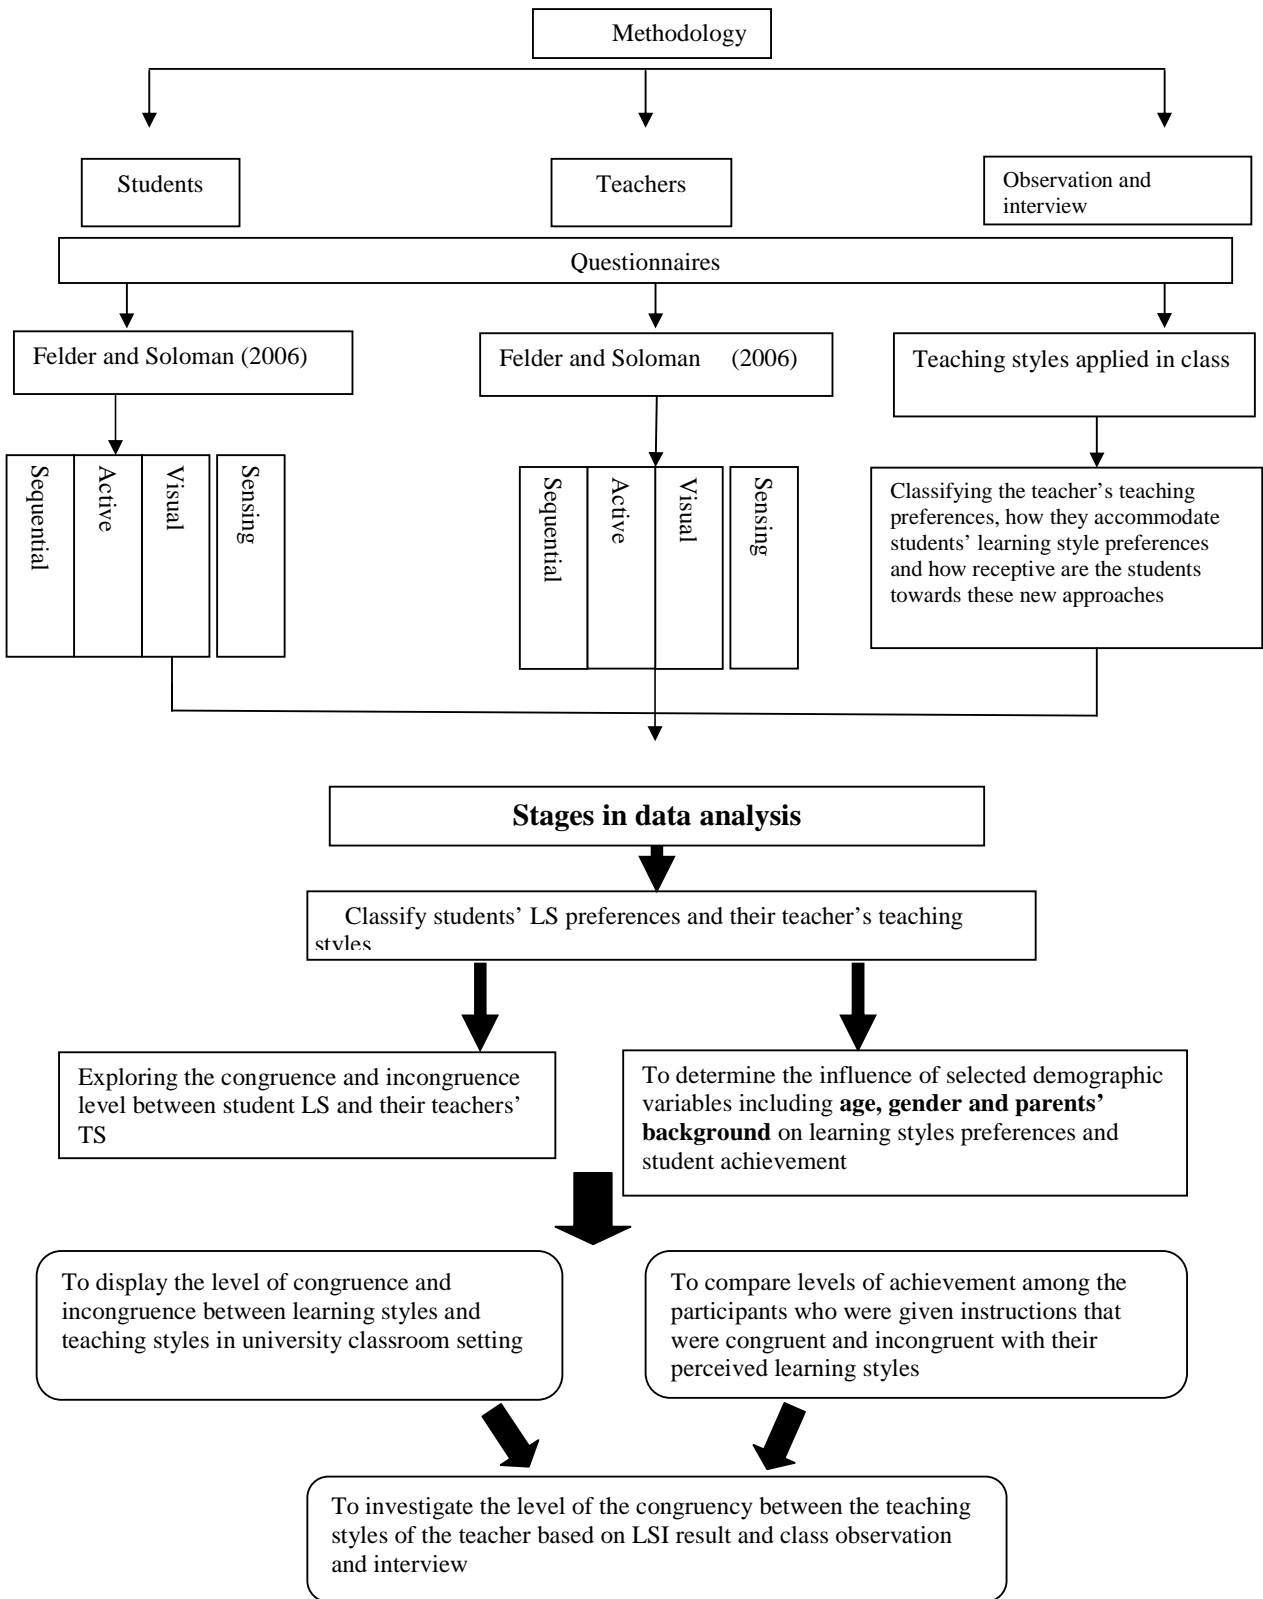 Methodology
Students
Teachers
Observation and
interview
Questionnaires
Felder and Soloman (2006)
Felder and Soloman (2006)
Teaching styles applied in class
Sequential
Active
Visual
Sensing
Sequential
Active
Visual
Sensing
Classifying the teacher’s teaching
preferences, how they accommodate
students’ learning style preferences
and how receptive are the students
towards these new approaches
Stages in data analysis
Classify students’ LS preferences and their teacher’s teaching
styles
Exploring the congruence and incongruence
level between student LS and their teachers’
TS
To determine the influence of selected demographic
variables including age, gender and parents’
background on learning styles preferences and
student achievement
To display the level of congruence and
incongruence between learning styles and
teaching styles in university classroom setting
To compare levels of achievement among the
participants who were given instructions that
were congruent and incongruent with their
perceived learning styles
To investigate the level of the congruency between the teaching
styles of the teacher based on LSI result and class observation
and interview